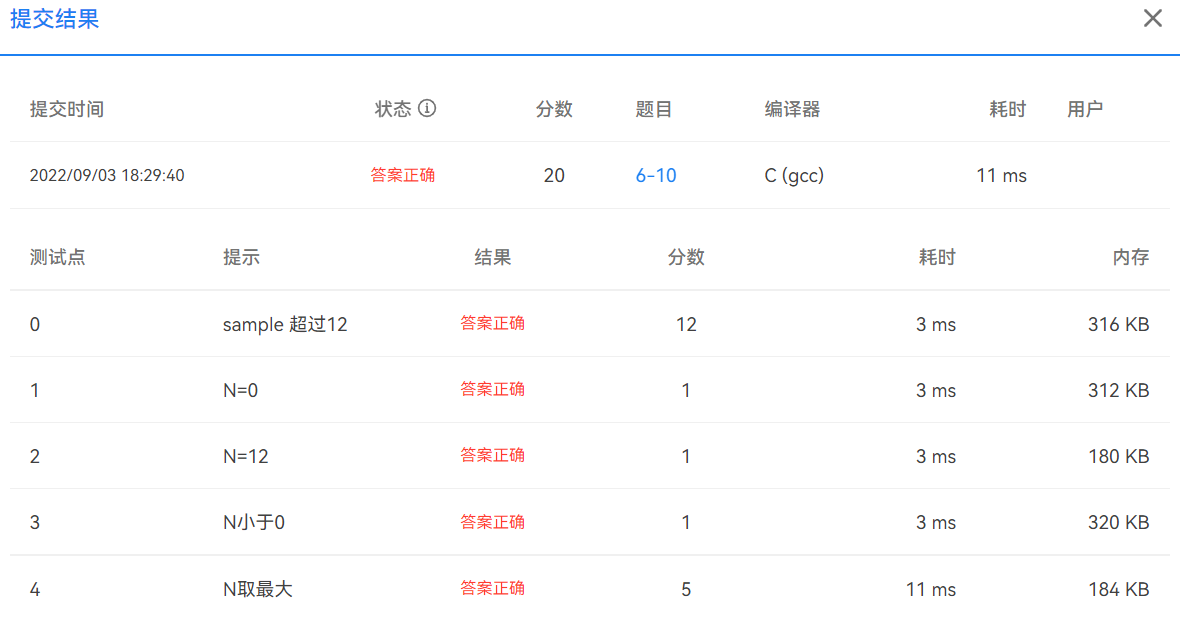 提交结果
提交时间 状态 分数 题目 编译器 耗时 用户
2022/09/03 18:29:40 答案正确 20 6-10 C (gcc) 11 ms
测试点 提示 结果 分数 耗时 内存
0 sample 超过12 答案正确 12 3 ms 316 KB
1 N=0 答案正确 1 3 ms 312 KB
2 N=12 答案正确 1 3 ms 180 KB
3 N小于0 答案正确 1 3 ms 320 KB
4 N取最大 答案正确 5 11 ms 184 KB